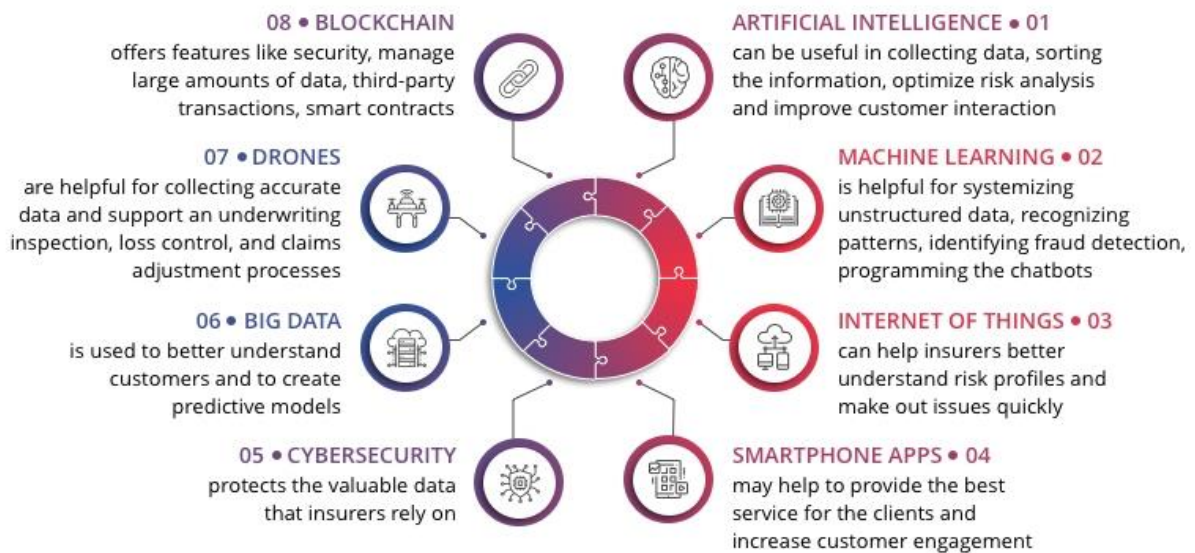 08 • BLOCKCHAIN
offers features like security, manage
large amounts of data, third-party
transactions, smart contracts
ARTIFICIAL INTELLIGENCE • 01
can be useful in collecting data, sorting
the information, optimize risk analysis
and improve customer interaction
07 • DRONES
are helpful for collecting accurate
data and support an underwriting
inspection, loss control, and claims
adjustment processes
MACHINE LEARNING • 02
is helpful for systemizing
unstructured data, recognizing
patterns, identifying fraud detection,
programming the chatbots
06 • BIG DATA
is used to better understand
customers and to create
predictive models
INTERNET OF THINGS • 03
can help insurers better
understand risk profiles and
make out issues quickly
05 • CYBERSECURITY
protects the valuable data
that insurers rely on
SMARTPHONE APPS • 04
may help to provide the best
service for the clients and
increase customer engagement